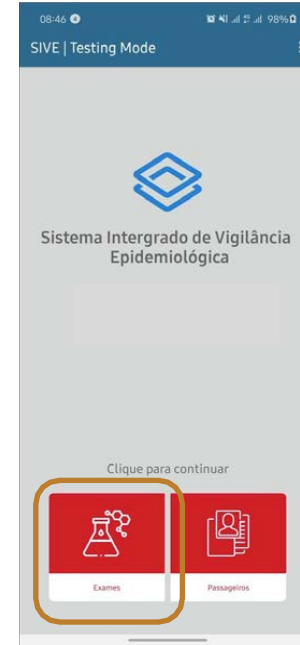 08:46
98%
SIVE | Testing Mode
Sistema Intergrado de Vigilância
Epidemiológica
Clique para continuar
Exames
Passageiros